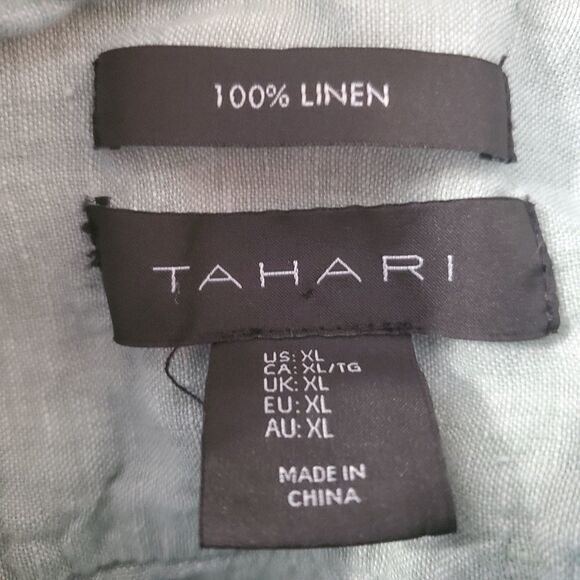 100% LINEN
TAHARI
US: XL
CA: XL/TG
UK: XL
EU: XL
AU: XL
MADE IN
CHINA